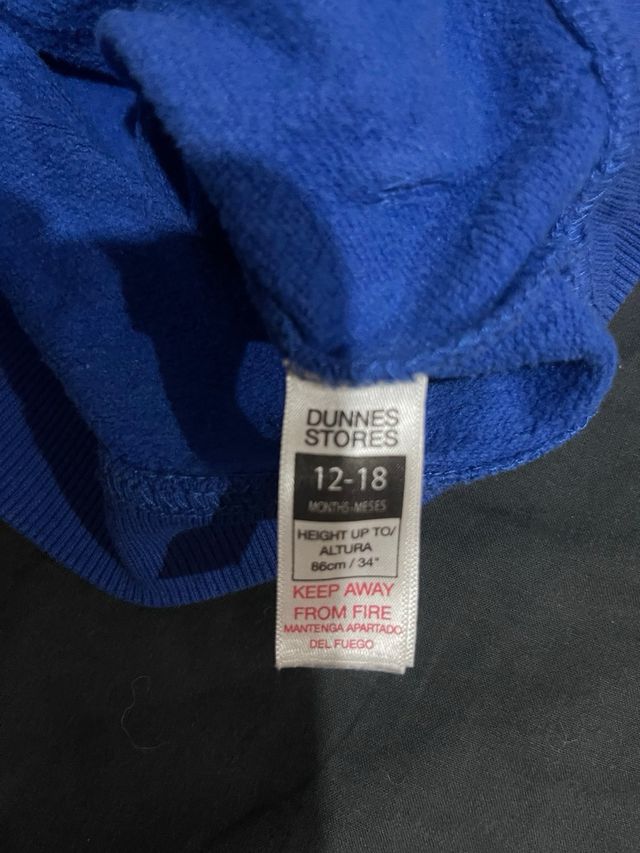 DUNNES
STORES
12-18
MONTHS-MESES
HEIGHT UP TO/
ALTURA
86cm / 34"
KEEP AWAY
FROM FIRE
MANTENGA APARTADO
DEL FUEGO